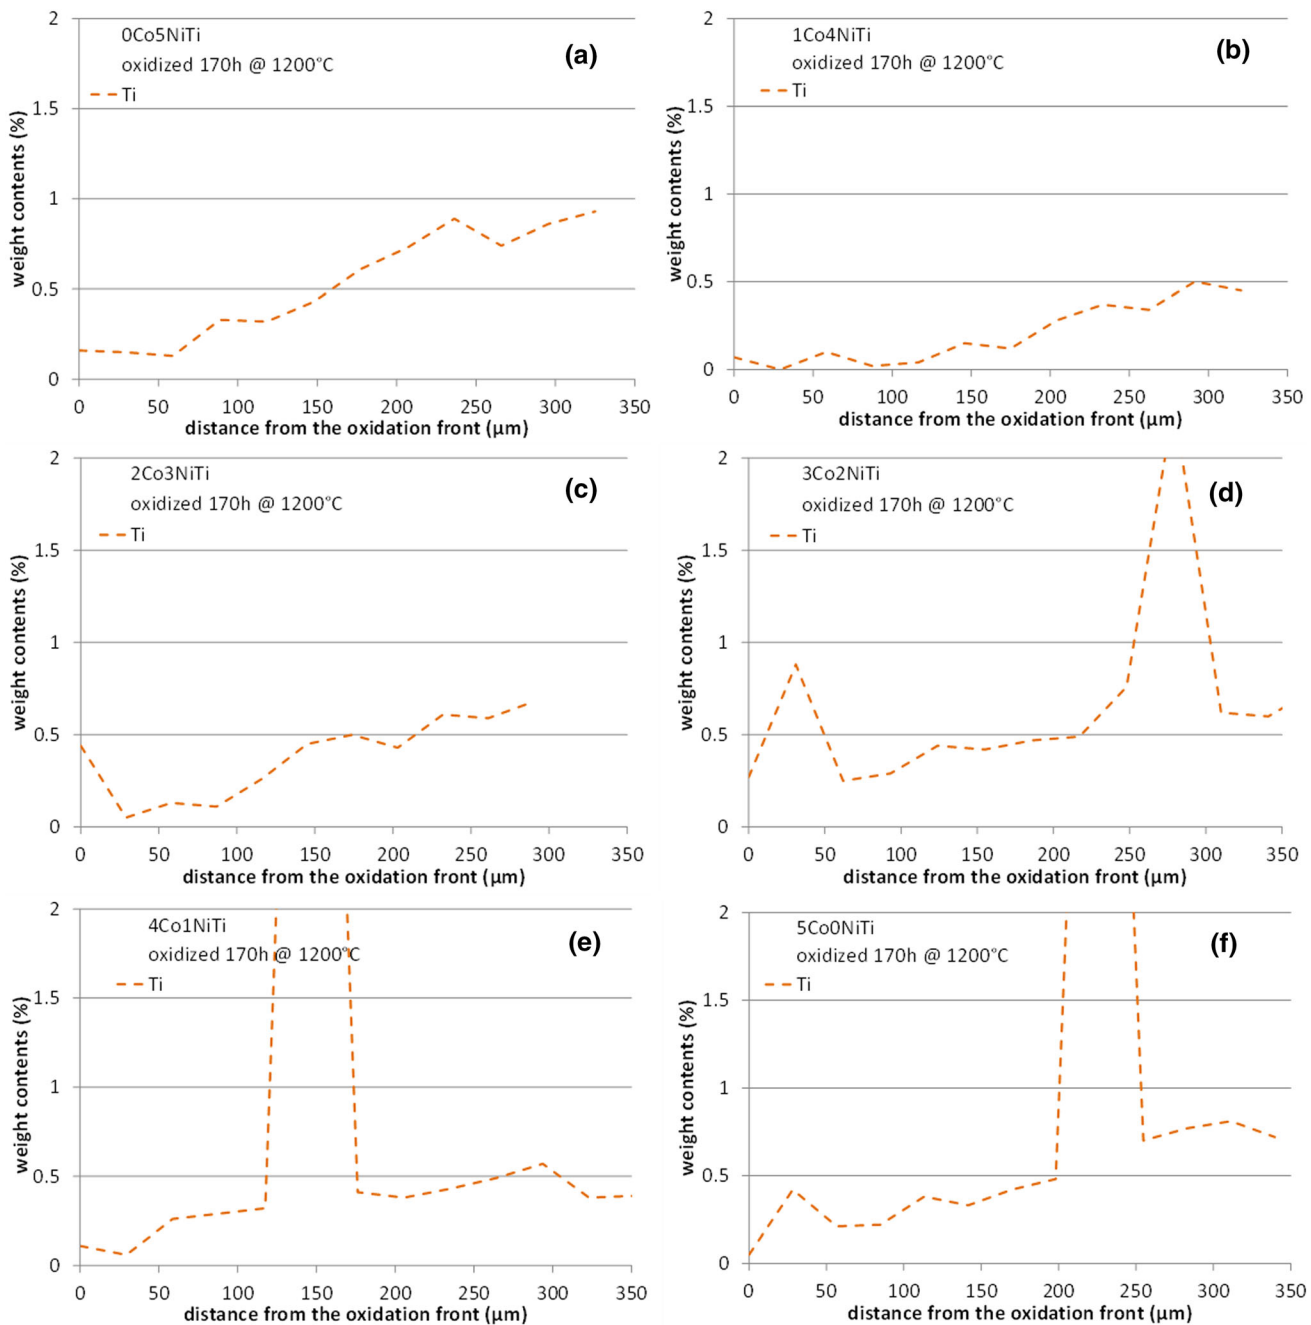 0Co5NiTi
oxidized 170h @ 1200°C
Ti
(a)
weight contents (%)
2
1.5
1
0.5
0
0 50 100 150 200 250 300 350
distance from the oxidation front (μm)
1Co4NiTi
oxidized 170h @ 1200°C
Ti
(b)
weight contents (%)
2
1.5
1
0.5
0
0 50 100 150 200 250 300 350
distance from the oxidation front (μm)
2Co3NiTi
oxidized 170h @ 1200°C
Ti
(c)
weight contents (%)
2
1.5
1
0.5
0
0 50 100 150 200 250 300 350
distance from the oxidation front (μm)
3Co2NiTi
oxidized 170h @ 1200°C
Ti
(d)
weight contents (%)
2
1.5
1
0.5
0
0 50 100 150 200 250 300 350
distance from the oxidation front (μm)
4Co1NiTi
oxidized 170h @ 1200°C
Ti
(e)
weight contents (%)
2
1.5
1
0.5
0
0 50 100 150 200 250 300 350
distance from the oxidation front (μm)
5Co0NiTi
oxidized 170h @ 1200°C
Ti
(f)
weight contents (%)
2
1.5
1
0.5
0
0 50 100 150 200 250 300 350
distance from the oxidation front (μm)